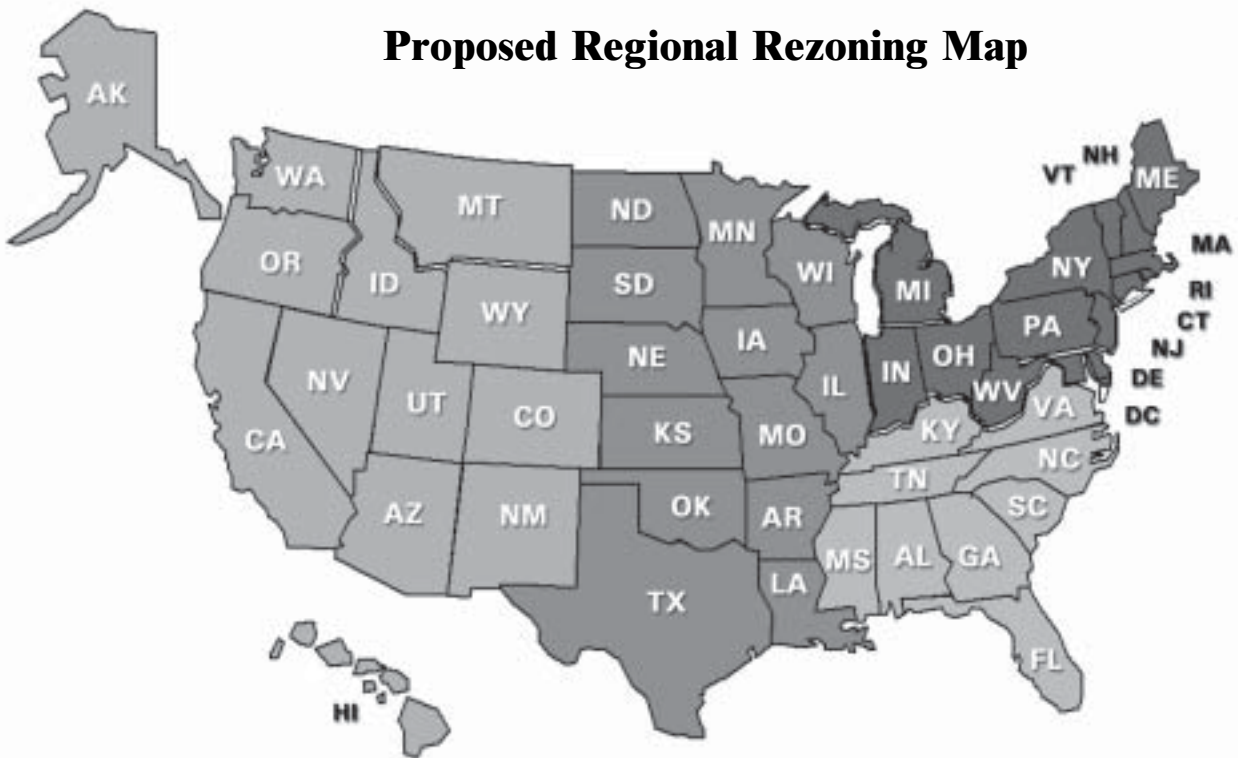 Proposed Regional Rezoning Map
AK
WA
MT
ND
MN
VT
NH
ME
OR
ID
WY
SD
WI
MI
NY
MA
RI
CT
NJ
DE
DC
NV
UT
CO
NE
IA
IL
IN
OH
PA
WV
VA
CA
KS
MO
KY
NC
AZ
NM
OK
AR
TN
SC
TX
LA
MS
AL
GA
FL
HI